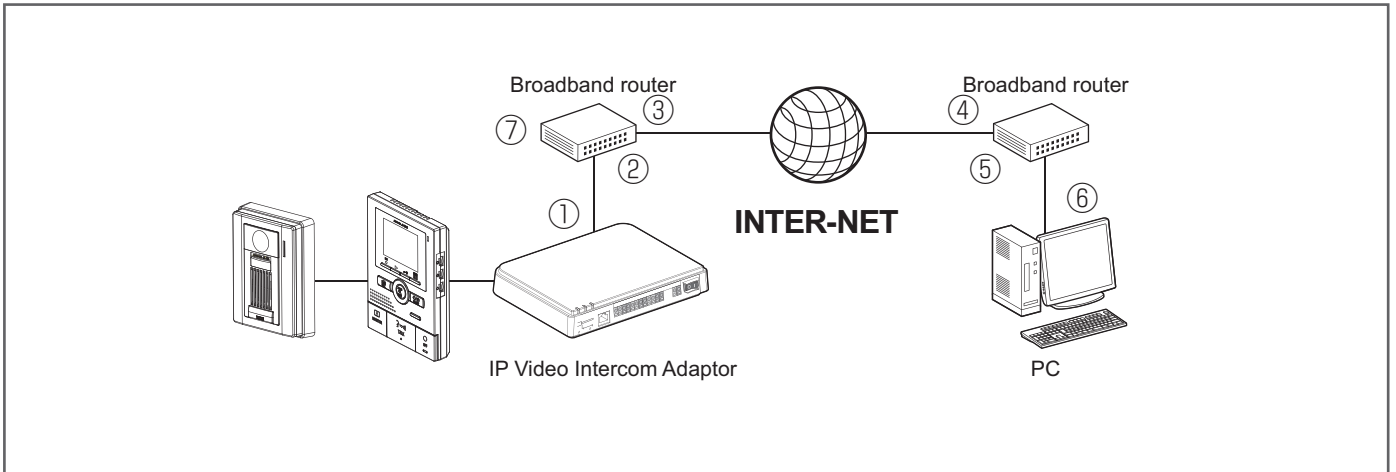 Broadband router
Broadband router
③
④
⑦
②
⑤
①
⑥
INTER-NET
IP Video Intercom Adaptor
PC